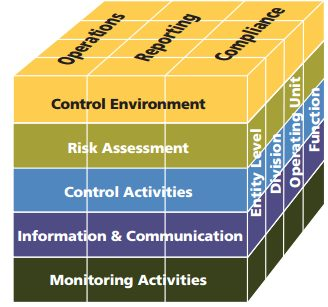 Operations
Reporting
Compliance
Control Environment
Risk Assessment
Control Activities
Information & Communication
Monitoring Activities
Entity Level
Division
Operating Unit
Function